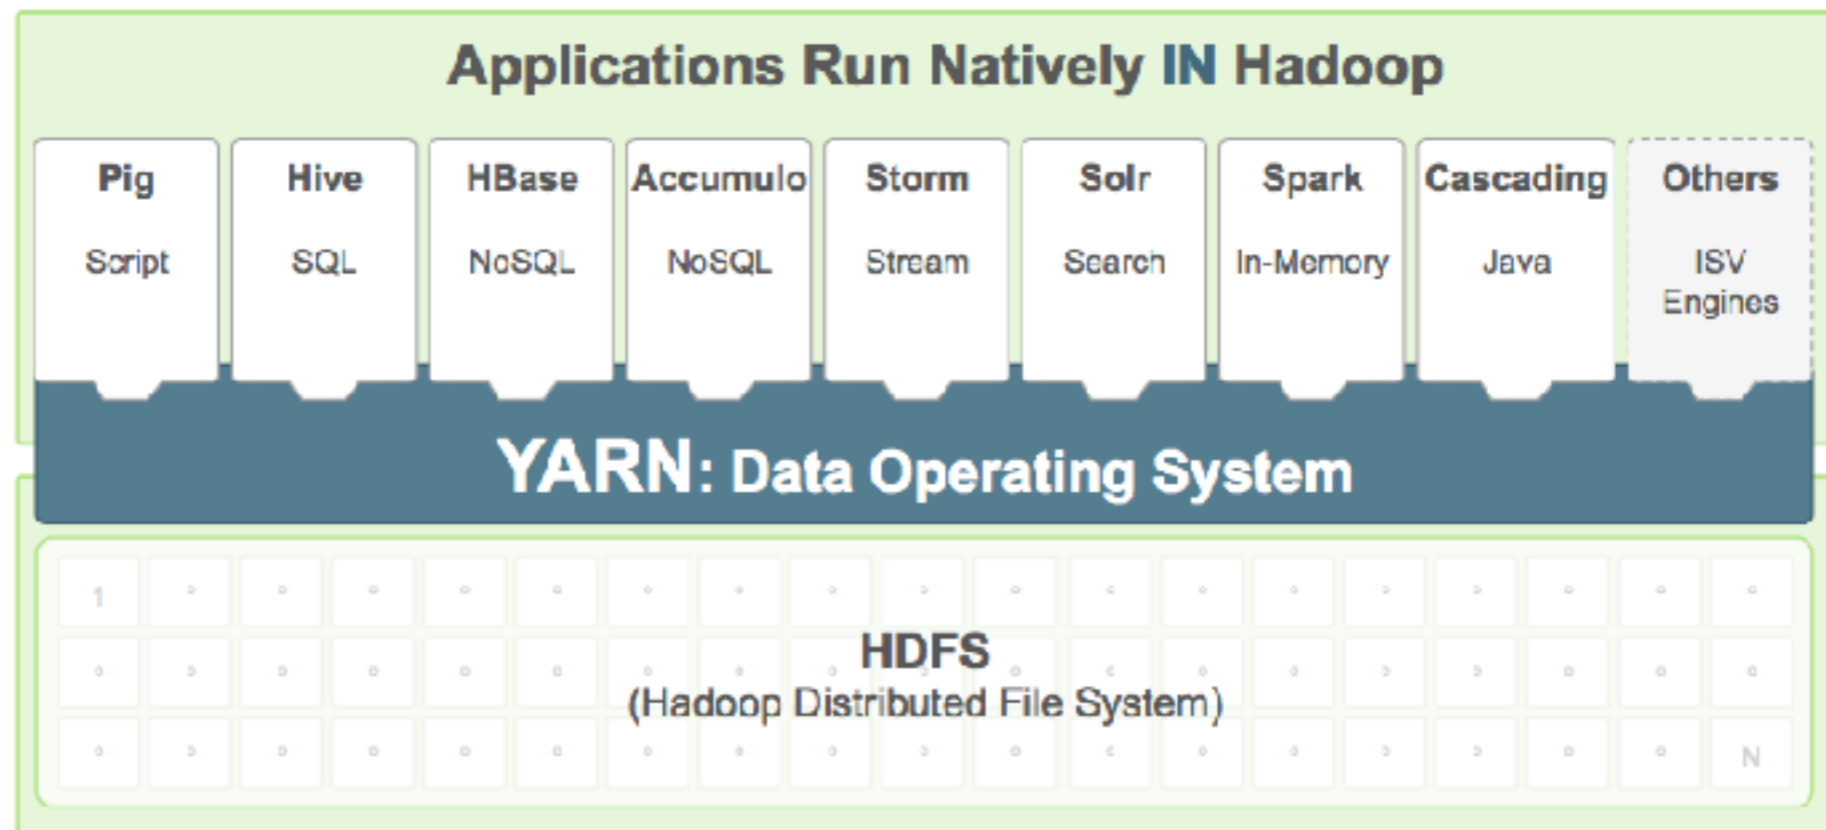 Applications Run Natively IN Hadoop
Pig Hive HBase Accumulo Storm Solr Spark Cascading Others
Script SQL NoSQL NoSQL Stream Search In-Memory Java ISV
Engines
YARN: Data Operating System
1
HDFS
(Hadoop Distributed File System)
N